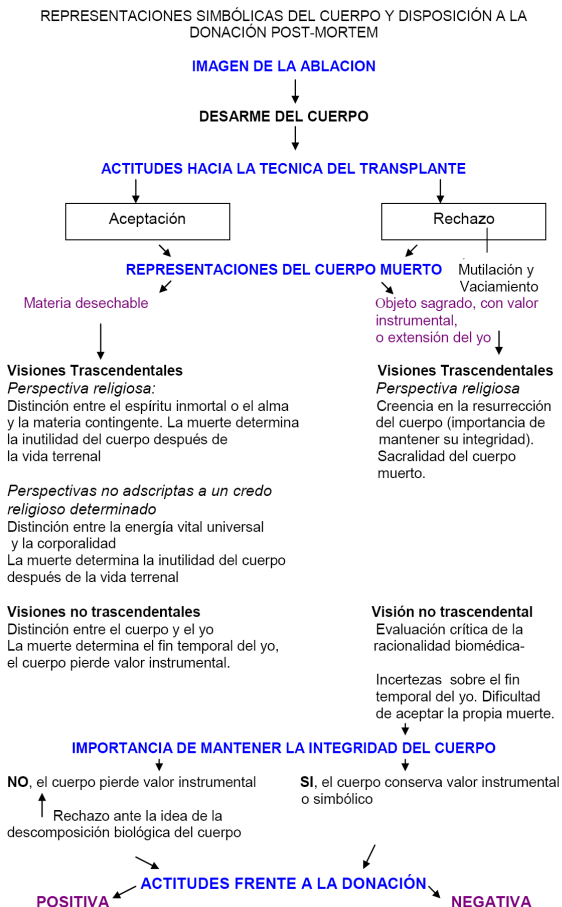 REPRESENTACIONES SIMBÓLICAS DEL CUERPO Y DISPOSICIÓN A LA
DONACIÓN POST-MORTEM
IMAGEN DE LA ABLACION
DESARME DEL CUERPO
ACTITUDES HACIA LA TECNICA DEL TRANSPLANTE
Aceptación
Rechazo
REPRESENTACIONES DEL CUERPO MUERTO
Mutilación y
Vaciamiento
Materia desechable
Objeto sagrado, con valor
instrumental,
o extensión del yo
Visiones Trascendentales
Perspectiva religiosa:
Distinción entre el espíritu inmortal o el alma
y la materia contingente. La muerte determina
la inutilidad del cuerpo después de
la vida terrenal
Perspectivas no adscriptas a un credo
religioso determinado
Distinción entre la energía vital universal
y la corporalidad
La muerte determina la inutilidad del cuerpo
después de la vida terrenal
Visiones Trascendentales
Perspectiva religiosa
Creencia en la resurrección
del cuerpo (importancia de
mantener su integridad).
Sacralidad del cuerpo
muerto.
Visiones no trascendentales
Distinción entre el cuerpo y el yo
La muerte determina el fin temporal del yo,
el cuerpo pierde valor instrumental.
Visión no trascendental
Evaluación crítica de la
racionalidad biomédica-
Incertezas sobre el fin
temporal del yo. Dificultad
de aceptar la propia muerte.
IMPORTANCIA DE MANTENER LA INTEGRIDAD DEL CUERPO
NO, el cuerpo pierde valor instrumental
Rechazo ante la idea de la
descomposición biológica del cuerpo
SI, el cuerpo conserva valor instrumental
o simbólico
ACTITUDES FRENTE A LA DONACIÓN
POSITIVA
NEGATIVA